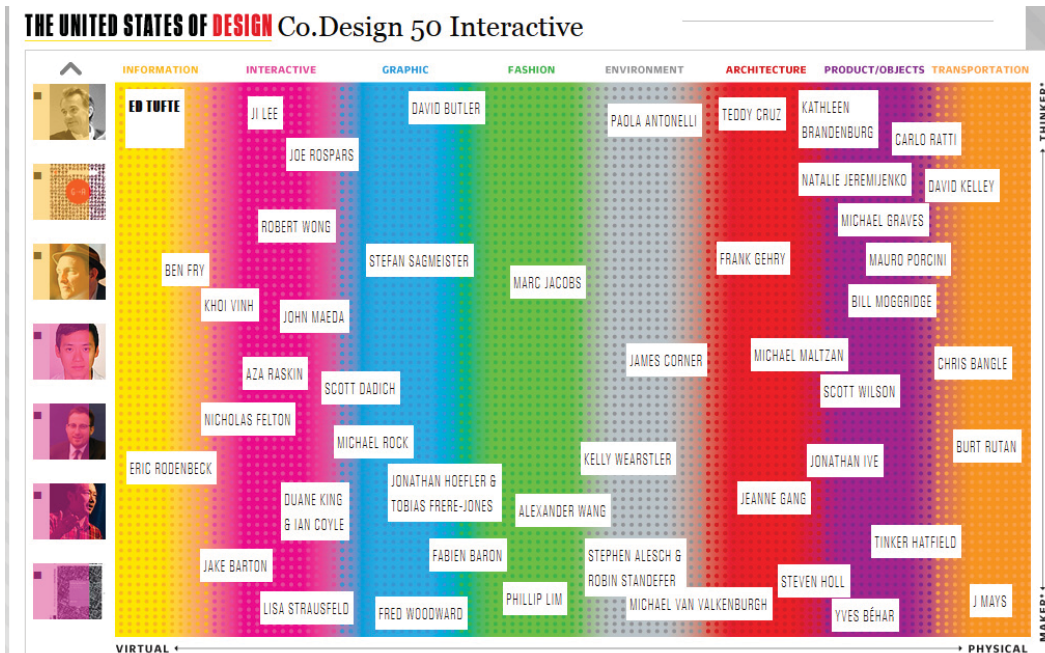 THE UNITED STATES OF DESIGN Co.Design 50 Interactive
INFORMATION INTERACTIVE GRAPHIC FASHION ENVIRONMENT ARCHITECTURE PRODUCT/OBJECTS TRANSPORTATION
THINKER*
ED TUFTE
JI LEE
DAVID BUTLER
PAOLA ANTONELLI
TEDDY CRUZ
KATHLEEN
BRANDENBURG
CARLO RATTI
JOE ROSPARS
NATALIE JEREMIJENKO
DAVID KELLEY
ROBERT WONG
MICHAEL GRAVES
BEN FRY
STEFAN SAGMEISTER
MARC JACOBS
FRANK GEHRY
MAURO PORCINI
KHOI VINH
JOHN MAEDA
BILL MOGGRIDGE
AZA RASKIN
SCOTT DADICH
JAMES CORNER
MICHAEL MALTZAN
CHRIS BANGLE
SCOTT WILSON
NICHOLAS FELTON
MICHAEL ROCK
ERIC RODENBECK
KELLY WEARSTLER
JONATHAN IVE
BURT RUTAN
DUANE KING
& IAN COYLE
JONATHAN HOEFLER &
TOBIAS FRERE-JONES
ALEXANDER WANG
JEANNE GANG
TINKER HATFIELD
JAKE BARTON
FABIEN BARON
STEPHEN ALESCH &
ROBIN STANDEFER
STEVEN HOLL
LISA STRAUSFELD
FRED WOODWARD
PHILLIP LIM
MICHAEL VAN VALKENBURGH
YVES BÉHAR
J MAYS
VIRTUAL PHYSICAL